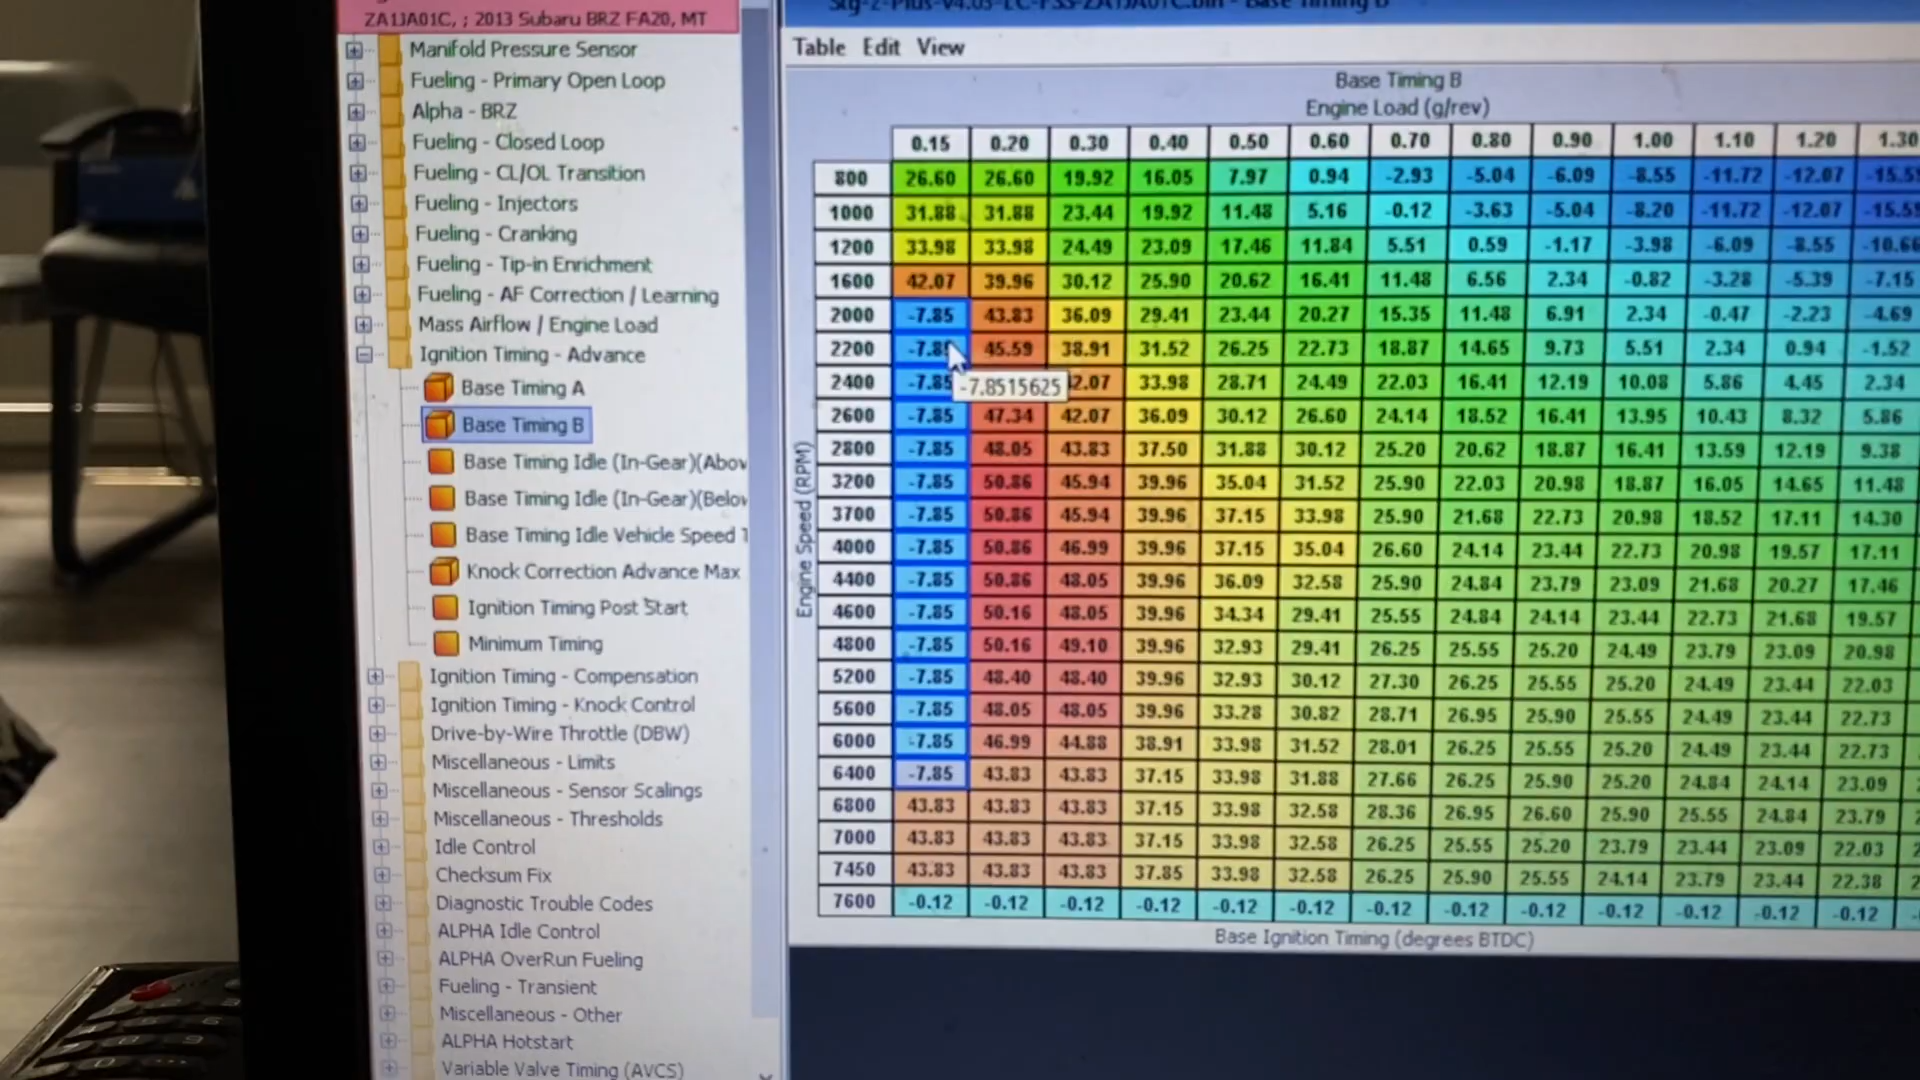 ZA1JA01C, ; 2013 Subaru BRZ FA20, MT
Manifold Pressure Sensor
Fueling - Primary Open Loop
Alpha - BRZ
Fueling - Closed Loop
Fueling - CL/OL Transition
Fueling - Injectors
Fueling - Cranking
Fueling - Tip-in Enrichment
Fueling - AF Correction / Learning
Mass Airflow / Engine Load
Ignition Timing - Advance
Base Timing A
Base Timing B
Base Timing Idle (In-Gear)(Abov
Base Timing Idle (In-Gear)(Below
Base Timing Idle Vehicle Speed T
Knock Correction Advance Max
Ignition Timing Post Start
Minimum Timing
Ignition Timing - Compensation
Ignition Timing - Knock Control
Drive-by-Wire Throttle (DBW)
Miscellaneous - Limits
Miscellaneous - Sensor Scalings
Miscellaneous - Thresholds
Idle Control
Checksum Fix
Diagnostic Trouble Codes
ALPHA Idle Control
ALPHA OverRun Fueling
Fueling - Transient
Miscellaneous - Other
ALPHA Hotstart
Variable Valve Timing (AVCS)
Table Edit View
Base Timing B
Engine Load (g/rev)
0.15 0.20 0.30 0.40 0.50 0.60 0.70 0.80 0.90 1.00 1.10 1.20 1.30
Engine Speed (RPM)
800 26.60 26.60 19.92 16.05 7.97 0.94 -2.93 -5.04 -6.09 -8.55 -11.72 -12.07 -15.5
1000 31.88 31.88 23.44 19.92 11.48 5.16 -0.12 -3.63 -5.04 -8.20 -11.72 -12.07 -15.5
1200 33.98 33.98 24.49 23.09 17.46 11.84 5.51 0.59 -1.17 -3.98 -6.09 -8.55 -10.66
1600 42.07 39.96 30.12 25.90 20.62 16.41 11.48 6.56 2.34 -0.82 -3.28 -5.39 -7.15
2000 -7.85 43.83 36.09 29.41 23.44 20.27 15.35 11.48 6.91 2.34 -0.47 -2.23 -4.69
2200 -7.85 45.59 38.91 31.52 26.25 22.73 18.87 14.65 9.73 5.51 2.34 0.94 -1.52
2400 -7.85 -7.8515625 2.07 33.98 28.71 24.49 22.03 16.41 12.19 10.08 5.86 4.45 2.34
2600 -7.85 47.34 42.07 36.09 30.12 26.60 24.14 18.52 16.41 13.95 10.43 8.32 5.86
2800 -7.85 48.05 43.83 37.50 31.88 30.12 25.20 20.62 18.87 16.41 13.59 12.19 9.38
3200 -7.85 50.86 45.94 39.96 35.04 31.52 25.90 22.03 20.98 18.87 16.05 14.65 11.48
3700 -7.85 50.86 45.94 39.96 37.15 33.98 25.90 21.68 22.73 20.98 18.52 17.11 14.30
4000 -7.85 50.86 46.99 39.96 37.15 35.04 26.60 24.14 23.44 22.73 20.98 19.57 17.11
4400 -7.85 50.86 48.05 39.96 36.09 32.58 25.90 24.84 23.79 23.09 21.68 20.27 17.46
4600 -7.85 50.16 48.05 39.96 34.34 29.41 25.55 24.84 24.14 23.44 22.73 21.68 19.57
4800 -7.85 50.16 49.10 39.96 32.93 29.41 26.25 25.55 25.20 24.49 23.79 23.09 20.98
5200 -7.85 48.40 48.40 39.96 32.93 30.12 27.30 26.25 25.55 25.20 24.49 23.44 22.03
5600 -7.85 48.05 48.05 39.96 33.28 30.82 28.71 26.95 25.90 25.55 24.49 23.44 22.73
6000 -7.85 46.99 44.88 38.91 33.98 31.52 28.01 26.25 25.55 25.20 24.49 23.44 22.73
6400 -7.85 43.83 43.83 37.15 33.98 31.88 27.66 26.25 25.90 25.20 24.84 24.14 23.09
6800 43.83 43.83 43.83 37.15 33.98 32.58 28.36 26.95 26.60 25.90 25.55 24.84 23.79
7000 43.83 43.83 43.83 37.15 33.98 32.58 26.25 25.55 25.20 23.79 23.44 23.09 22.03
7450 43.83 43.83 43.83 37.85 33.98 32.58 26.25 25.90 25.55 24.14 23.79 23.44 22.38
7600 -0.12 -0.12 -0.12 -0.12 -0.12 -0.12 -0.12 -0.12 -0.12 -0.12 -0.12 -0.12 -0.12
Base Ignition Timing (degrees BTDC)